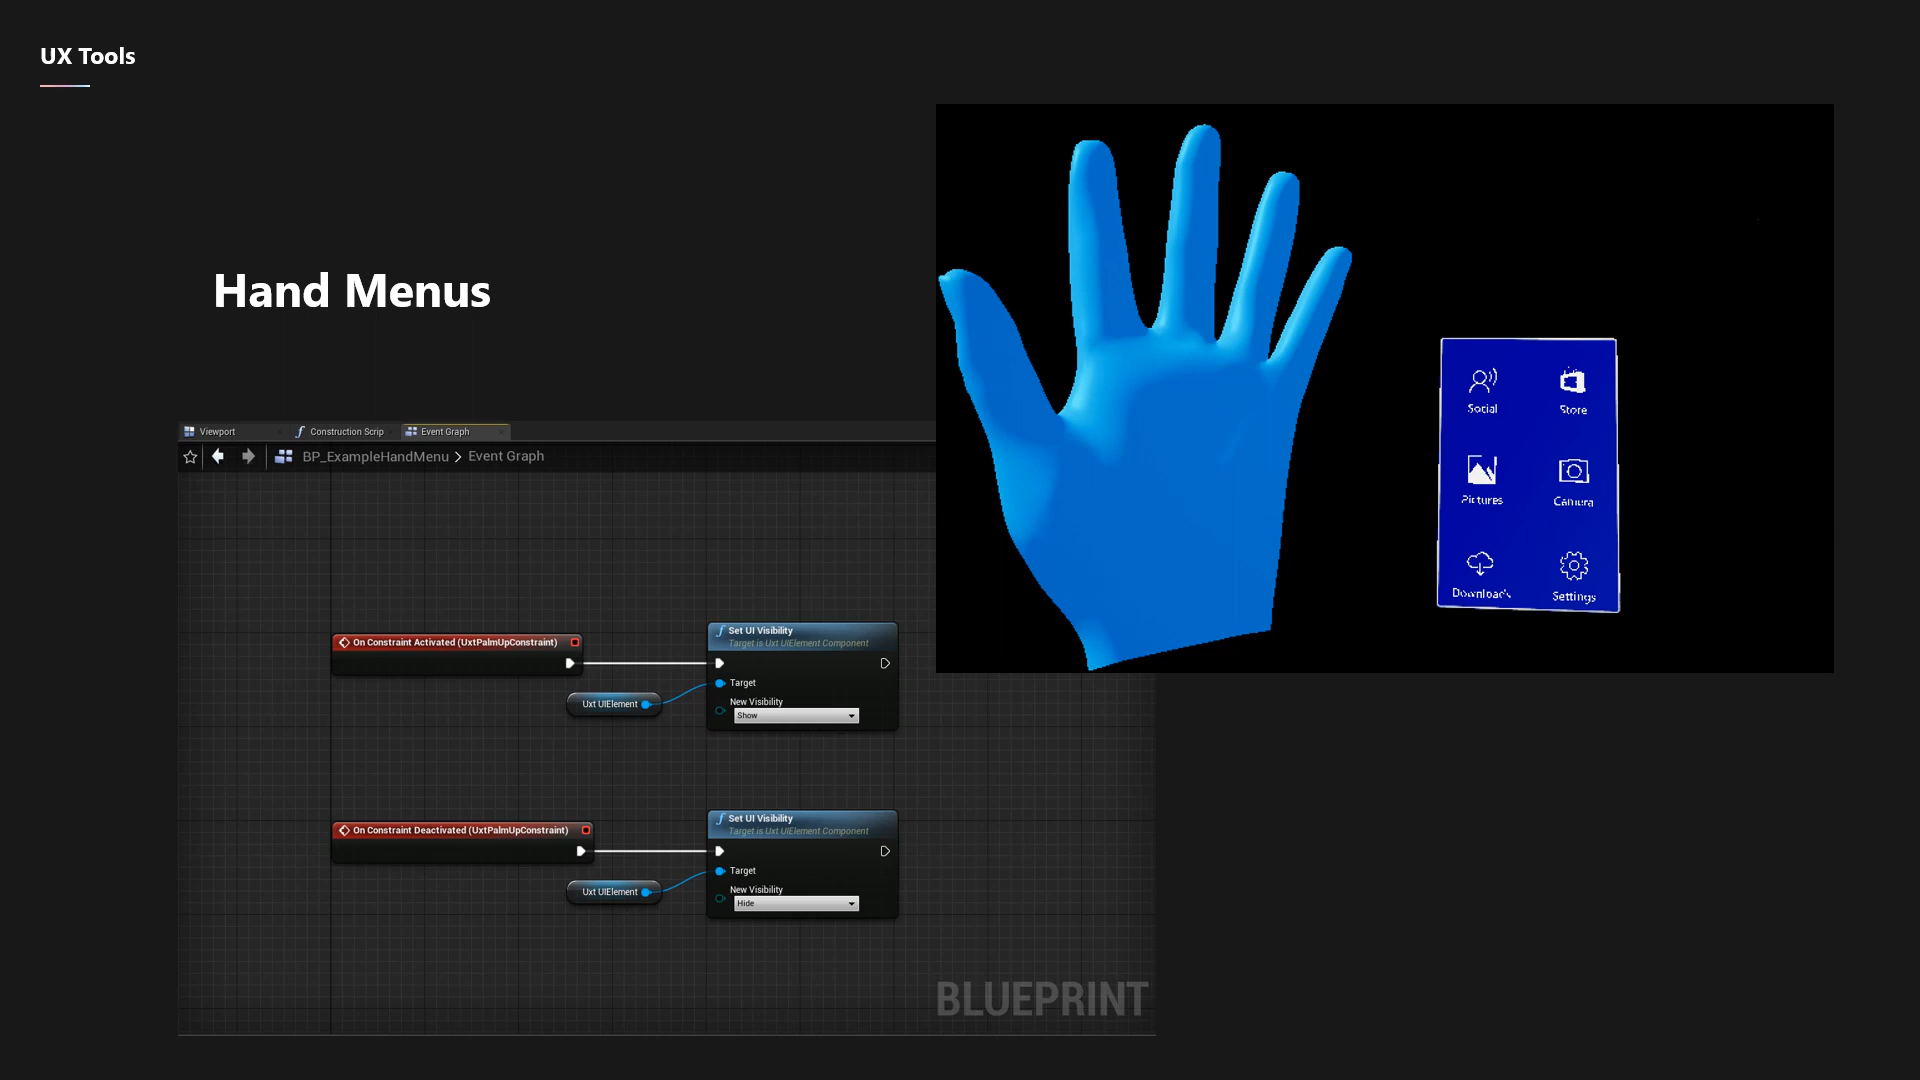 UX Tools
Hand Menus
Viewport
Construction Scrip
Event Graph
BP_ExampleHandMenu > Event Graph
On Constraint Activated (UxtPalmUpConstraint)
Set UI Visibility
Target is Uxt UIElement Component
Target
Uxt UIElement
New Visibility
Show
On Constraint Deactivated (UxtPalmUpConstraint)
Set UI Visibility
Target is Uxt UIElement Component
Target
Uxt UIElement
New Visibility
Hide
BLUEPRINT
Social
Store
Pictures
Camera
Downloads
Settings